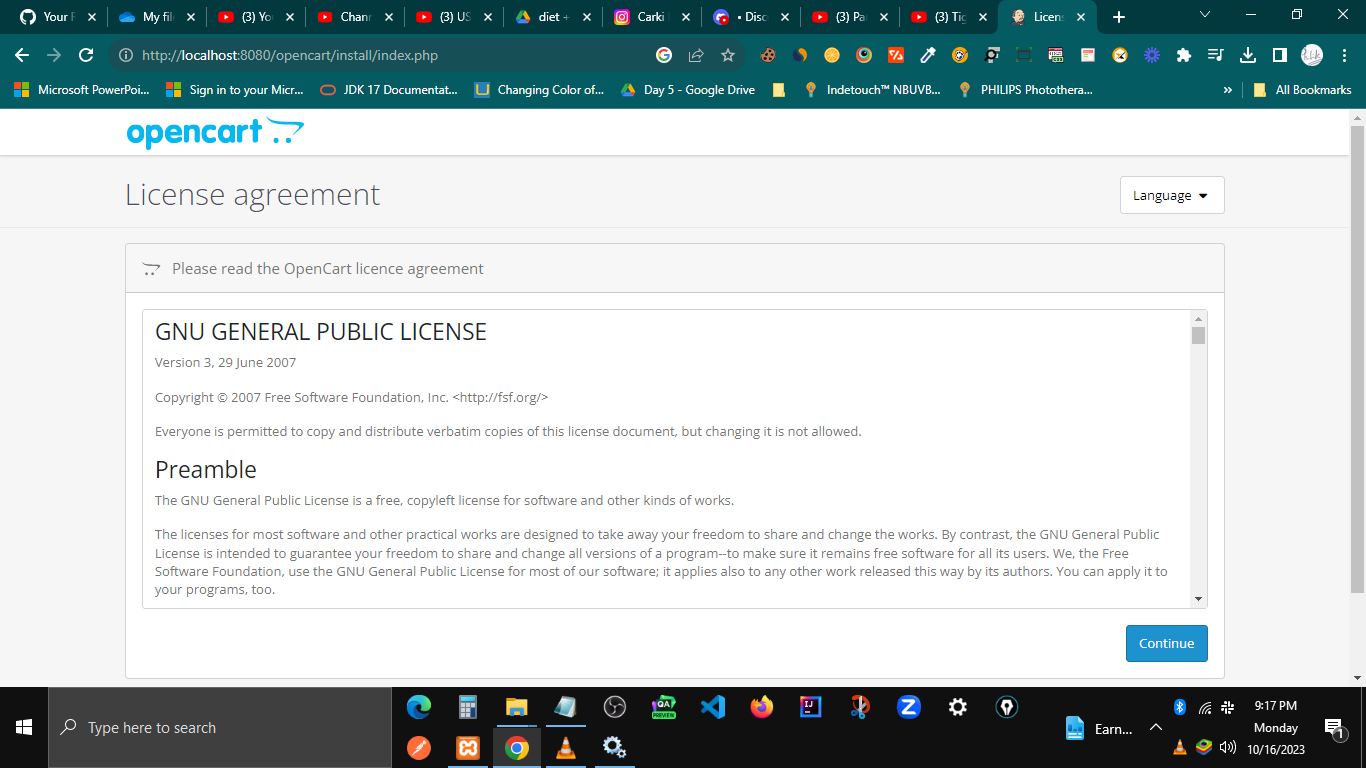 Your F
My file
(3) Yo
Chann
(3) US
diet +
Carki
• Disc
(3) Pa
(3) Tig
Licens
http://localhost:8080/opencart/install/index.php
Microsoft PowerPoi...
Sign in to your Micr...
JDK 17 Documentat...
Changing Color of...
Day 5 - Google Drive
Indetouch™ NBUVB...
PHILIPS Photothera...
»
All Bookmarks
opencart
License agreement
Language
Please read the OpenCart licence agreement
GNU GENERAL PUBLIC LICENSE
Version 3, 29 June 2007
Copyright © 2007 Free Software Foundation, Inc. <http://fsf.org/>
Everyone is permitted to copy and distribute verbatim copies of this license document, but changing it is not allowed.
Preamble
The GNU General Public License is a free, copyleft license for software and other kinds of works.
The licenses for most software and other practical works are designed to take away your freedom to share and change the works. By contrast, the GNU General Public
License is intended to guarantee your freedom to share and change all versions of a program--to make sure it remains free software for all its users. We, the Free
Software Foundation, use the GNU General Public License for most of our software; it applies also to any other work released this way by its authors. You can apply it to
your programs, too.
Continue
Type here to search
QA
PREVIEW
IJ
Earn...
9:17 PM
Monday
10/16/2023
1